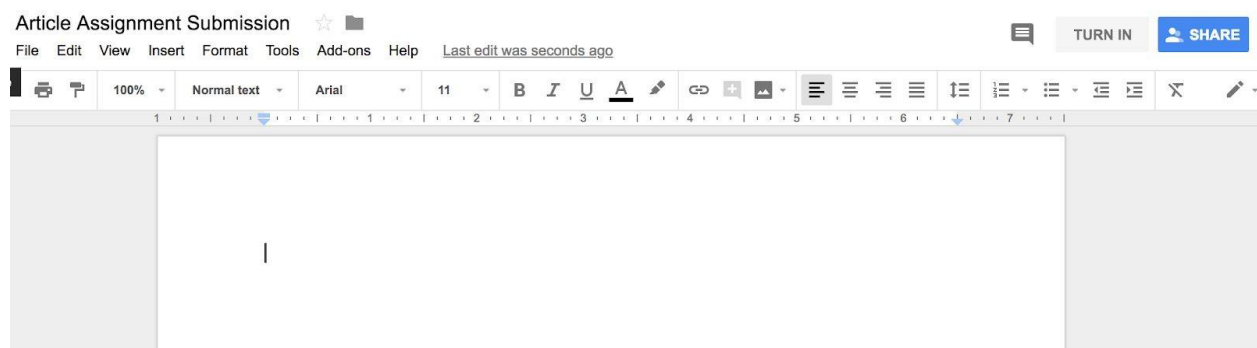 Article Assignment Submission
TURN IN
SHARE
File Edit View Insert Format Tools Add-ons Help Last edit was seconds ago
100% Normal text Arial 11 B I U A
1 1 2 3 4 5 6 7